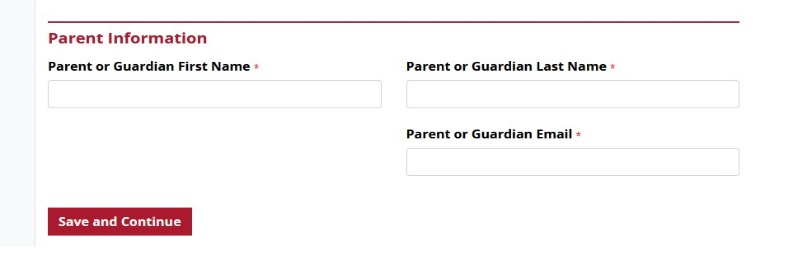 Parent Information
Parent or Guardian First Name *
Parent or Guardian Last Name *
Parent or Guardian Email *
Save and Continue